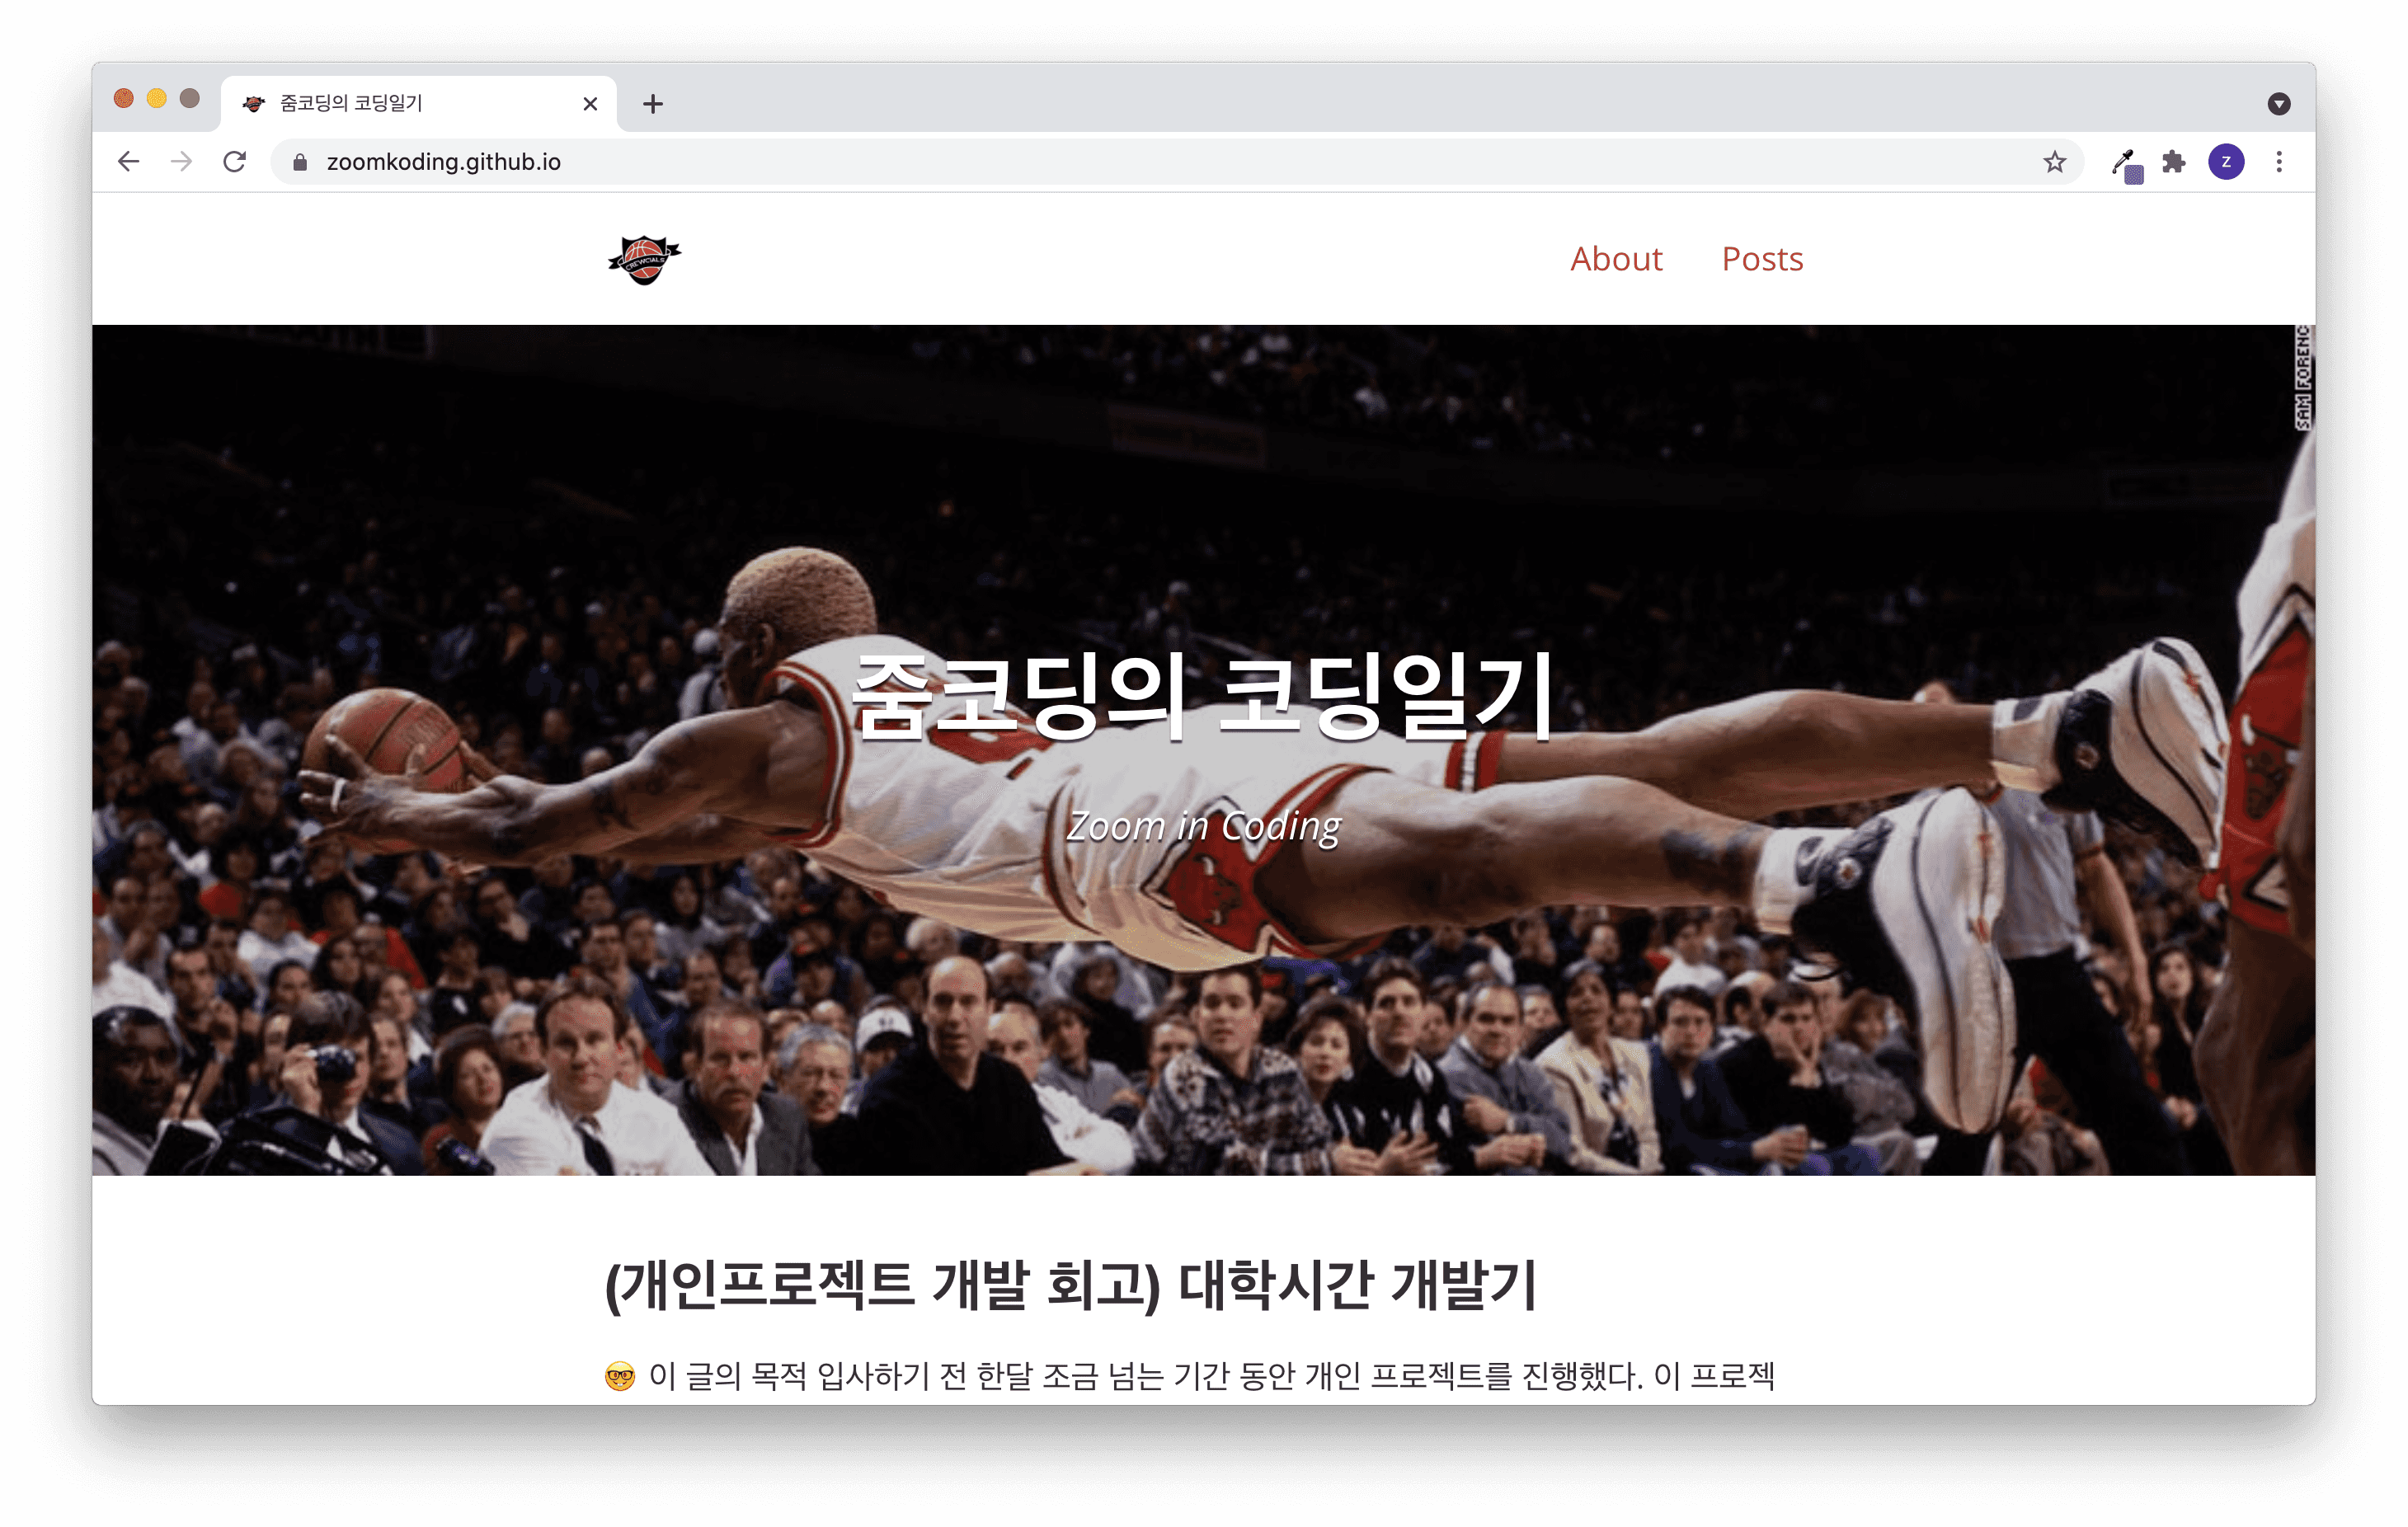 줌코딩의 코딩일기
zoomkoding.github.io
Z
CREWCIALS
About
Posts
SAM FORENC
줌코딩의 코딩일기
Zoom in Coding
(개인프로젝트 개발 회고) 대학시간 개발기
🤓 이 글의 목적 입사하기 전 한달 조금 넘는 기간 동안 개인 프로젝트를 진행했다. 이 프로젝